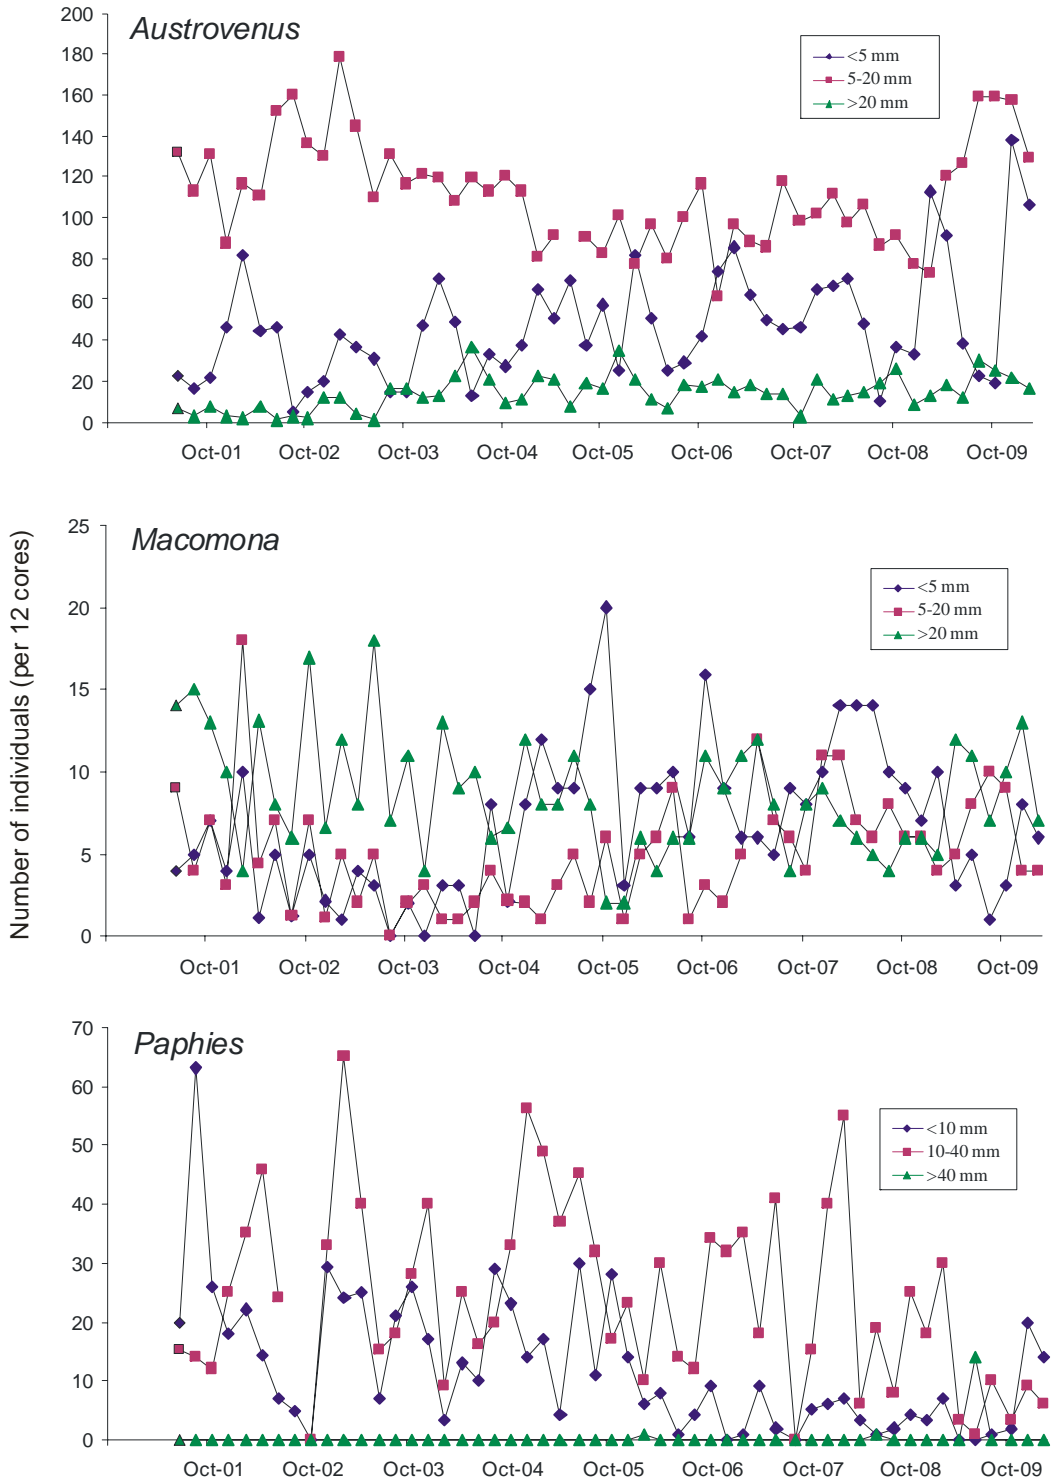 Austrovenus
200
180
160
140
120
100
80
60
40
20
0
<5 mm
5-20 mm
>20 mm
Oct-01 Oct-02 Oct-03 Oct-04 Oct-05 Oct-06 Oct-07 Oct-08 Oct-09
Number of individuals (per 12 cores)
Macomona
25
20
15
10
5
0
<5 mm
5-20 mm
>20 mm
Oct-01 Oct-02 Oct-03 Oct-04 Oct-05 Oct-06 Oct-07 Oct-08 Oct-09
Paphies
70
60
50
40
30
20
10
0
<10 mm
10-40 mm
>40 mm
Oct-01 Oct-02 Oct-03 Oct-04 Oct-05 Oct-06 Oct-07 Oct-08 Oct-09